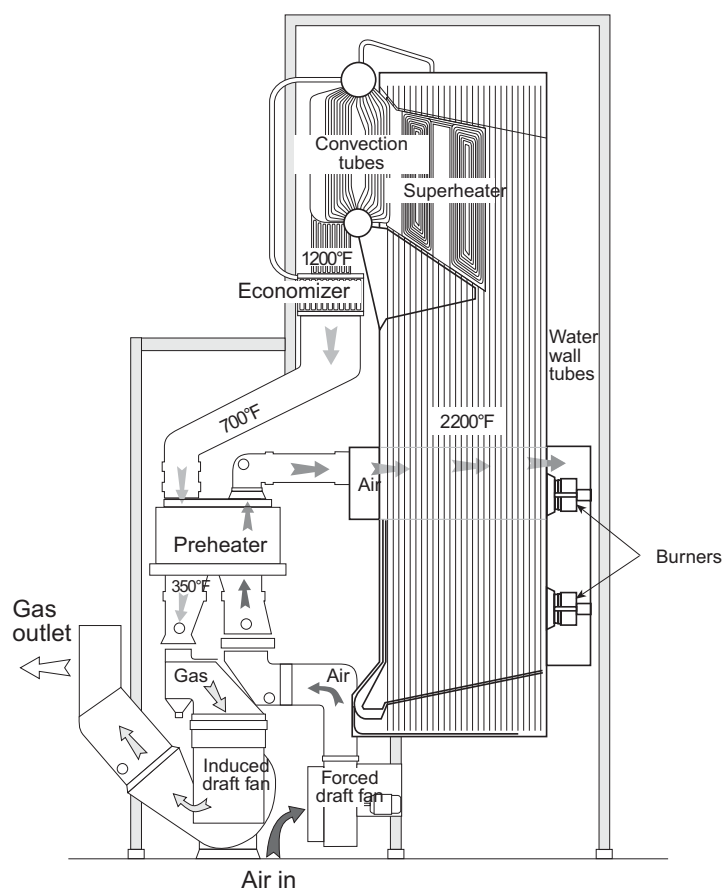 Convection
tubes
Superheater
1200°F
Economizer
Water
wall
tubes
700°F
2200°F
Air
Preheater
Burners
350°F
Gas
outlet
Gas
Air
Induced
draft fan
Forced
draft fan
Air in